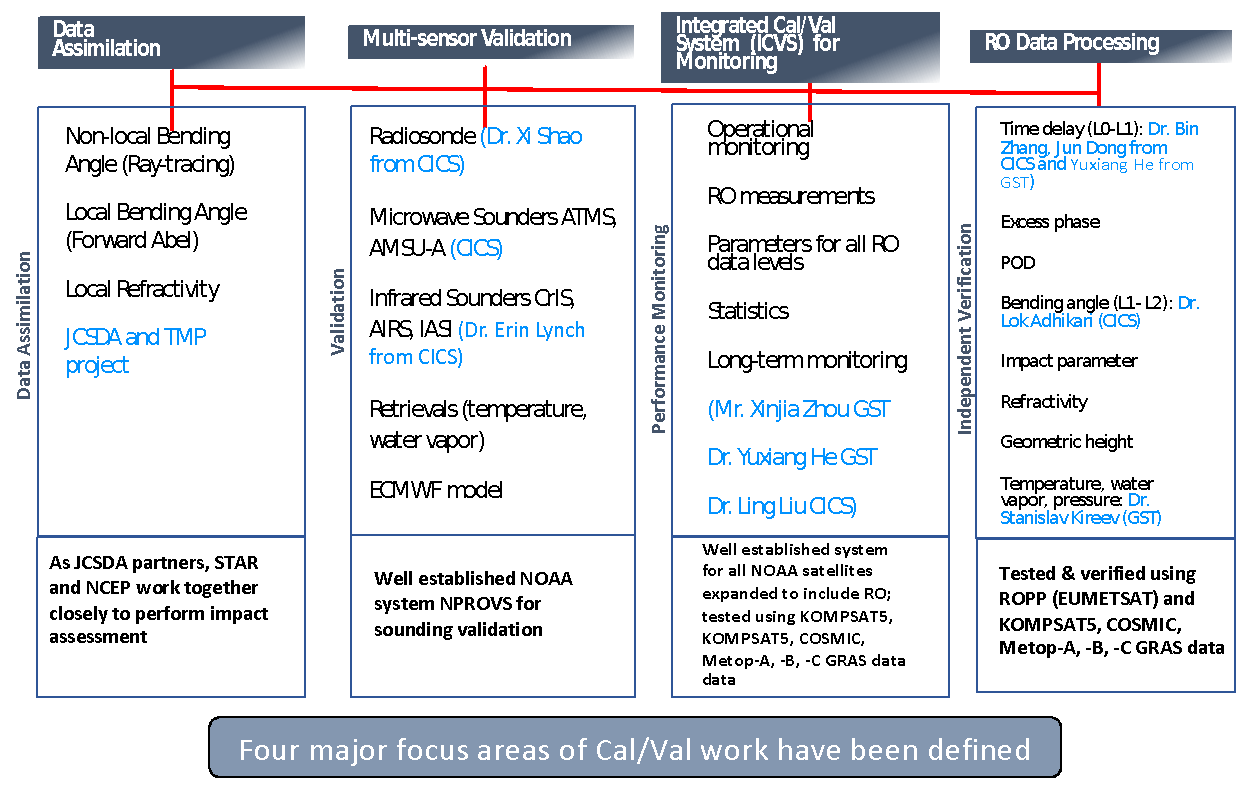 Data
Assimilation
Data Assimilation
Non-local Bending
Angle (Ray-tracing)
Local Bending Angle
(Forward Abel)
Local Refractivity
JCSDA and TMP
project
As JCSDA partners, STAR
and NCEP work together
closely to perform impact
assessment
Multi-sensor Validation
Validation
Radiosonde (Dr. Xi Shao
from CICS)
Microwave Sounders ATMS,
AMSU-A (CICS)
Infrared Sounders CrIS,
AIRS, IASI (Dr. Erin Lynch
from CICS)
Retrievals (temperature,
water vapor)
ECMWF model
Well established NOAA
system NPROVS for
sounding validation
Integrated Cal/Val
System (ICVS) for
Monitoring
Performance Monitoring
Operational
monitoring
RO measurements
Parameters for all RO
data levels
Statistics
Long-term monitoring
(Mr. Xinjia Zhou GST
Dr. Yuxiang He GST
Dr. Ling Liu CICS)
Well established system
for all NOAA satellites
expanded to include RO;
tested using KOMPSAT5,
KOMPSAT5, COSMIC,
Metop-A, -B, -C GRAS data
data
RO Data Processing
Independent Verification
Time delay (L0-L1): Dr. Bin
Zhang, Jun Dong from
CICS and Yuxiang He from
GST)
Excess phase
POD
Bending angle (L1- L2): Dr.
Lok Adhikari (CICS)
Impact parameter
Refractivity
Geometric height
Temperature, water
vapor, pressure: Dr.
Stanislav Kireev (GST)
Tested & verified using
ROPP (EUMETSAT) and
KOMPSAT5, COSMIC,
Metop-A, -B, -C GRAS data
Four major focus areas of Cal/Val work have been defined